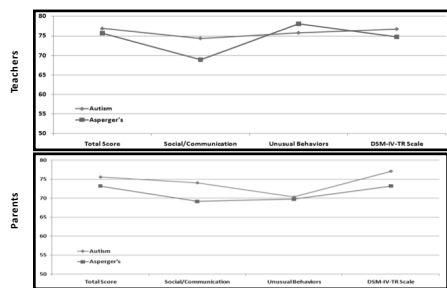 Teachers
80
75
70
65
60
55
50
Autism
Asperger's
Total Score Social/Communication Unusual Behaviors DSM-IV-TR Scale
Parents
80
75
70
65
60
55
50
Autism
Asperger's
Total Score Social/Communication Unusual Behaviors DSM-IV-TR Scale